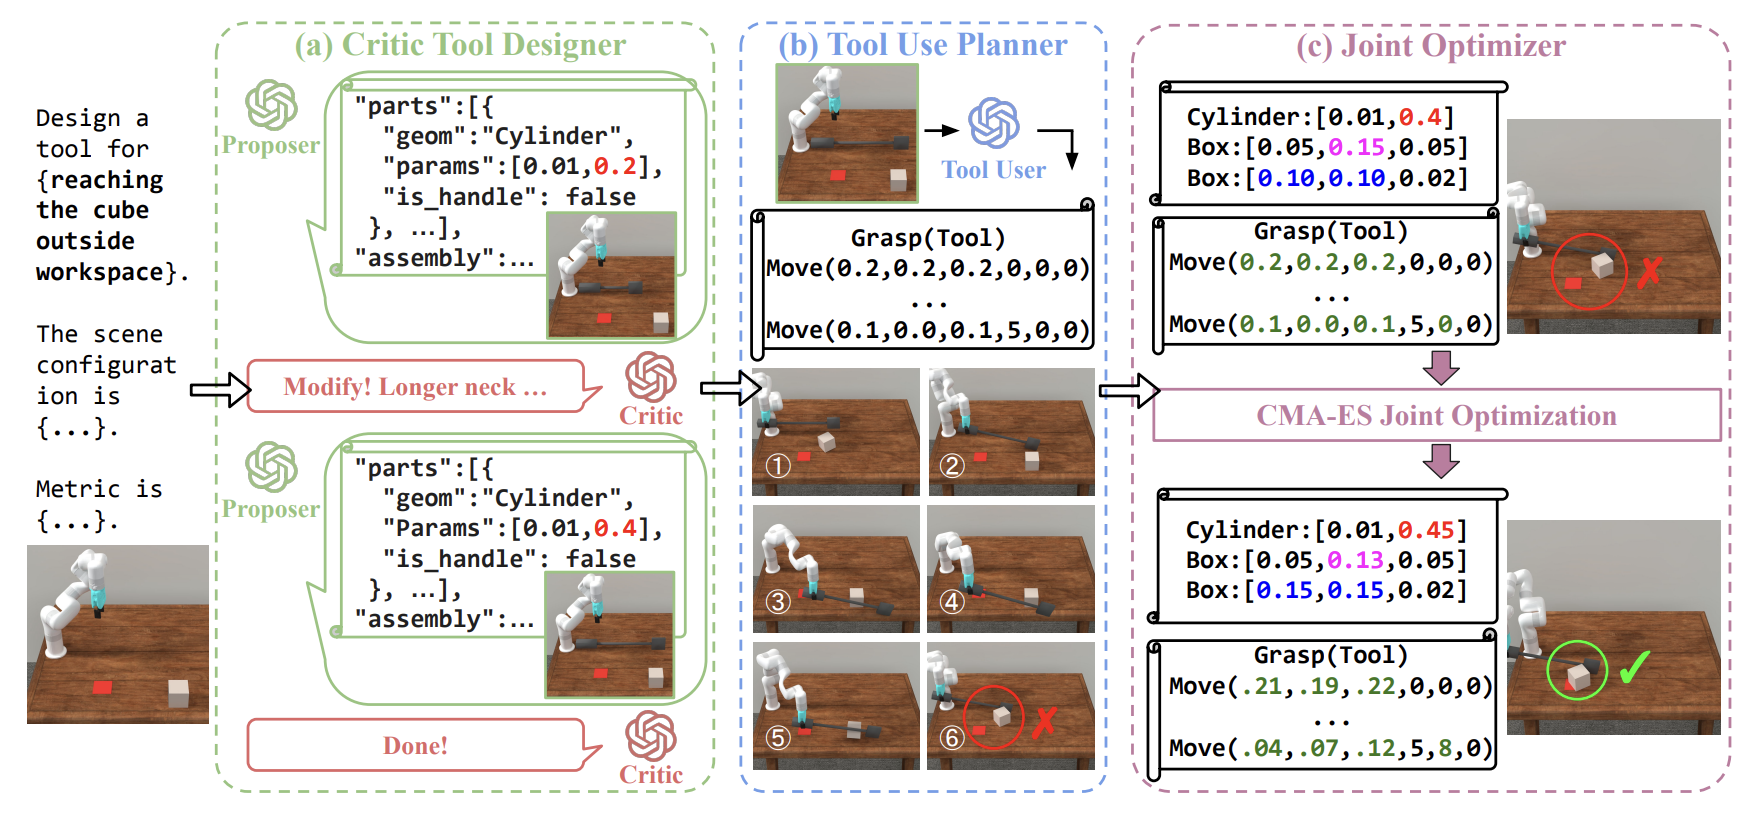 Design a
tool for
{reaching
the cube
outside
workspace}.
The scene
configurat
ion is
{...}.
Metric is
{...}.
(a) Critic Tool Designer
Proposer
"parts":[{
"geom":"Cylinder",
"params":[0.01,0.2],
"is_handle": false
}, …],
"assembly":…
Modify! Longer neck …
Critic
Proposer
"parts":[{
"geom":"Cylinder",
"Params":[0.01,0.4],
"is_handle": false
}, …],
"assembly":…
Done!
Critic
(b) Tool Use Planner
Tool User
Grasp(Tool)
Move(0.2,0.2,0.2,0,0,0)
...
Move(0.1,0.0,0.1,5,0,0)
① ②
③ ④
⑤ ⑥ ✗
(c) Joint Optimizer
Cylinder:[0.01,0.4]
Box:[0.05,0.15,0.05]
Box:[0.10,0.10,0.02]
Grasp(Tool)
Move(0.2,0.2,0.2,0,0,0)
...
Move(0.1,0.0,0.1,5,0,0)
✗
CMA-ES Joint Optimization
Cylinder:[0.01,0.45]
Box:[0.05,0.13,0.05]
Box:[0.15,0.15,0.02]
Grasp(Tool)
Move(.21,.19,.22,0,0,0)
...
Move(.04,.07,.12,5,8,0)
✓